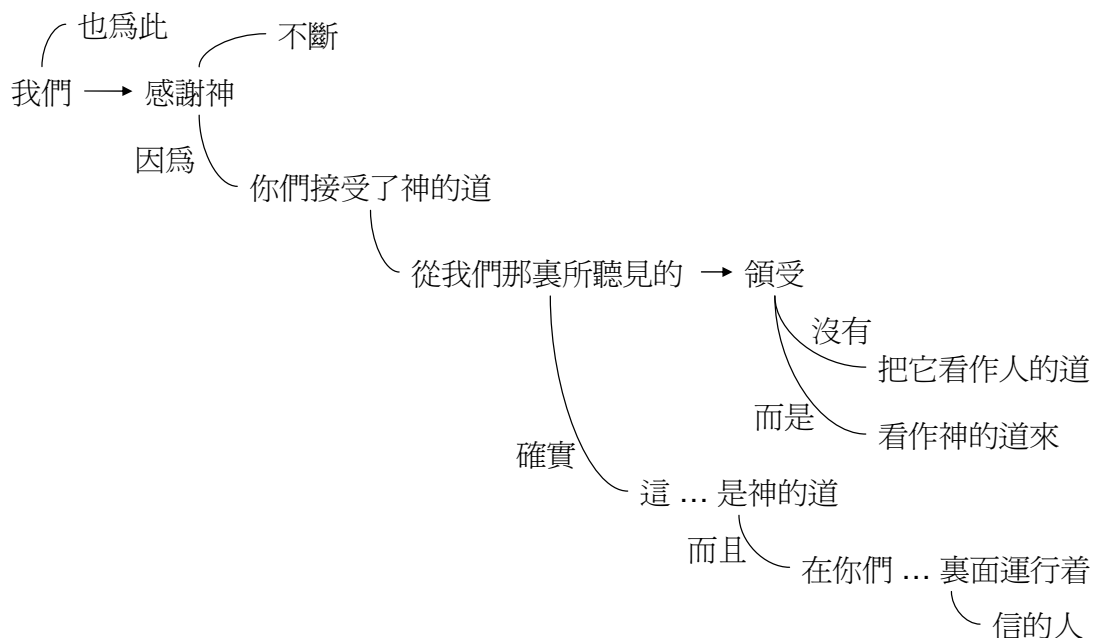 也爲此
不斷
我們 感謝神
因爲
你們接受了神的道
從我們那裏所聽見的 領受
沒有
把它看作人的道
而是
看作神的道來
確實
這 … 是神的道
而且
在你們 … 裏面運行着
信的人